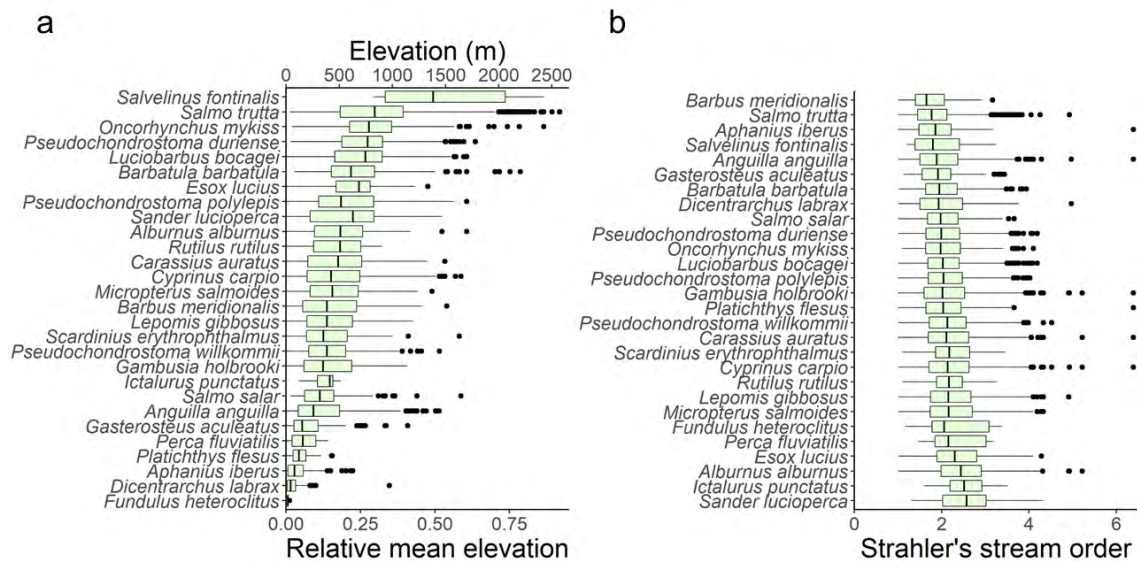 a
Elevation (m)
0 500 1000 1500 2000 2500
Salvelinus fontinalis
Salmo trutta
Oncorhynchus mykiss
Pseudochondrostoma duriense
Luciobarbus bocagei
Barbatula barbatula
Esox lucius
Pseudochondrostoma polylepis
Sander lucioperca
Alburnus alburnus
Rutilus rutilus
Carassius auratus
Cyprinus carpio
Micropterus salmoides
Barbus meridionalis
Lepomis gibbosus
Scardinius erythrophthalmus
Pseudochondrostoma willkommii
Gambusia holbrooki
Ictalurus punctatus
Salmo salar
Anguilla anguilla
Gasterosteus aculeatus
Perca fluviatilis
Platichthys flesus
Aphanius iberus
Dicentrarchus labrax
Fundulus heteroclitus
0.00 0.25 0.50 0.75
Relative mean elevation
b
Barbus meridionalis
Salmo trutta
Aphanius iberus
Salvelinus fontinalis
Anguilla anguilla
Gasterosteus aculeatus
Barbatula barbatula
Dicentrarchus labrax
Salmo salar
Pseudochondrostoma duriense
Oncorhynchus mykiss
Luciobarbus bocagei
Pseudochondrostoma polylepis
Gambusia holbrooki
Platichthys flesus
Pseudochondrostoma willkommii
Carassius auratus
Scardinius erythrophthalmus
Cyprinus carpio
Rutilus rutilus
Lepomis gibbosus
Micropterus salmoides
Fundulus heteroclitus
Perca fluviatilis
Esox lucius
Alburnus alburnus
Ictalurus punctatus
Sander lucioperca
0 2 4 6
Strahler's stream order